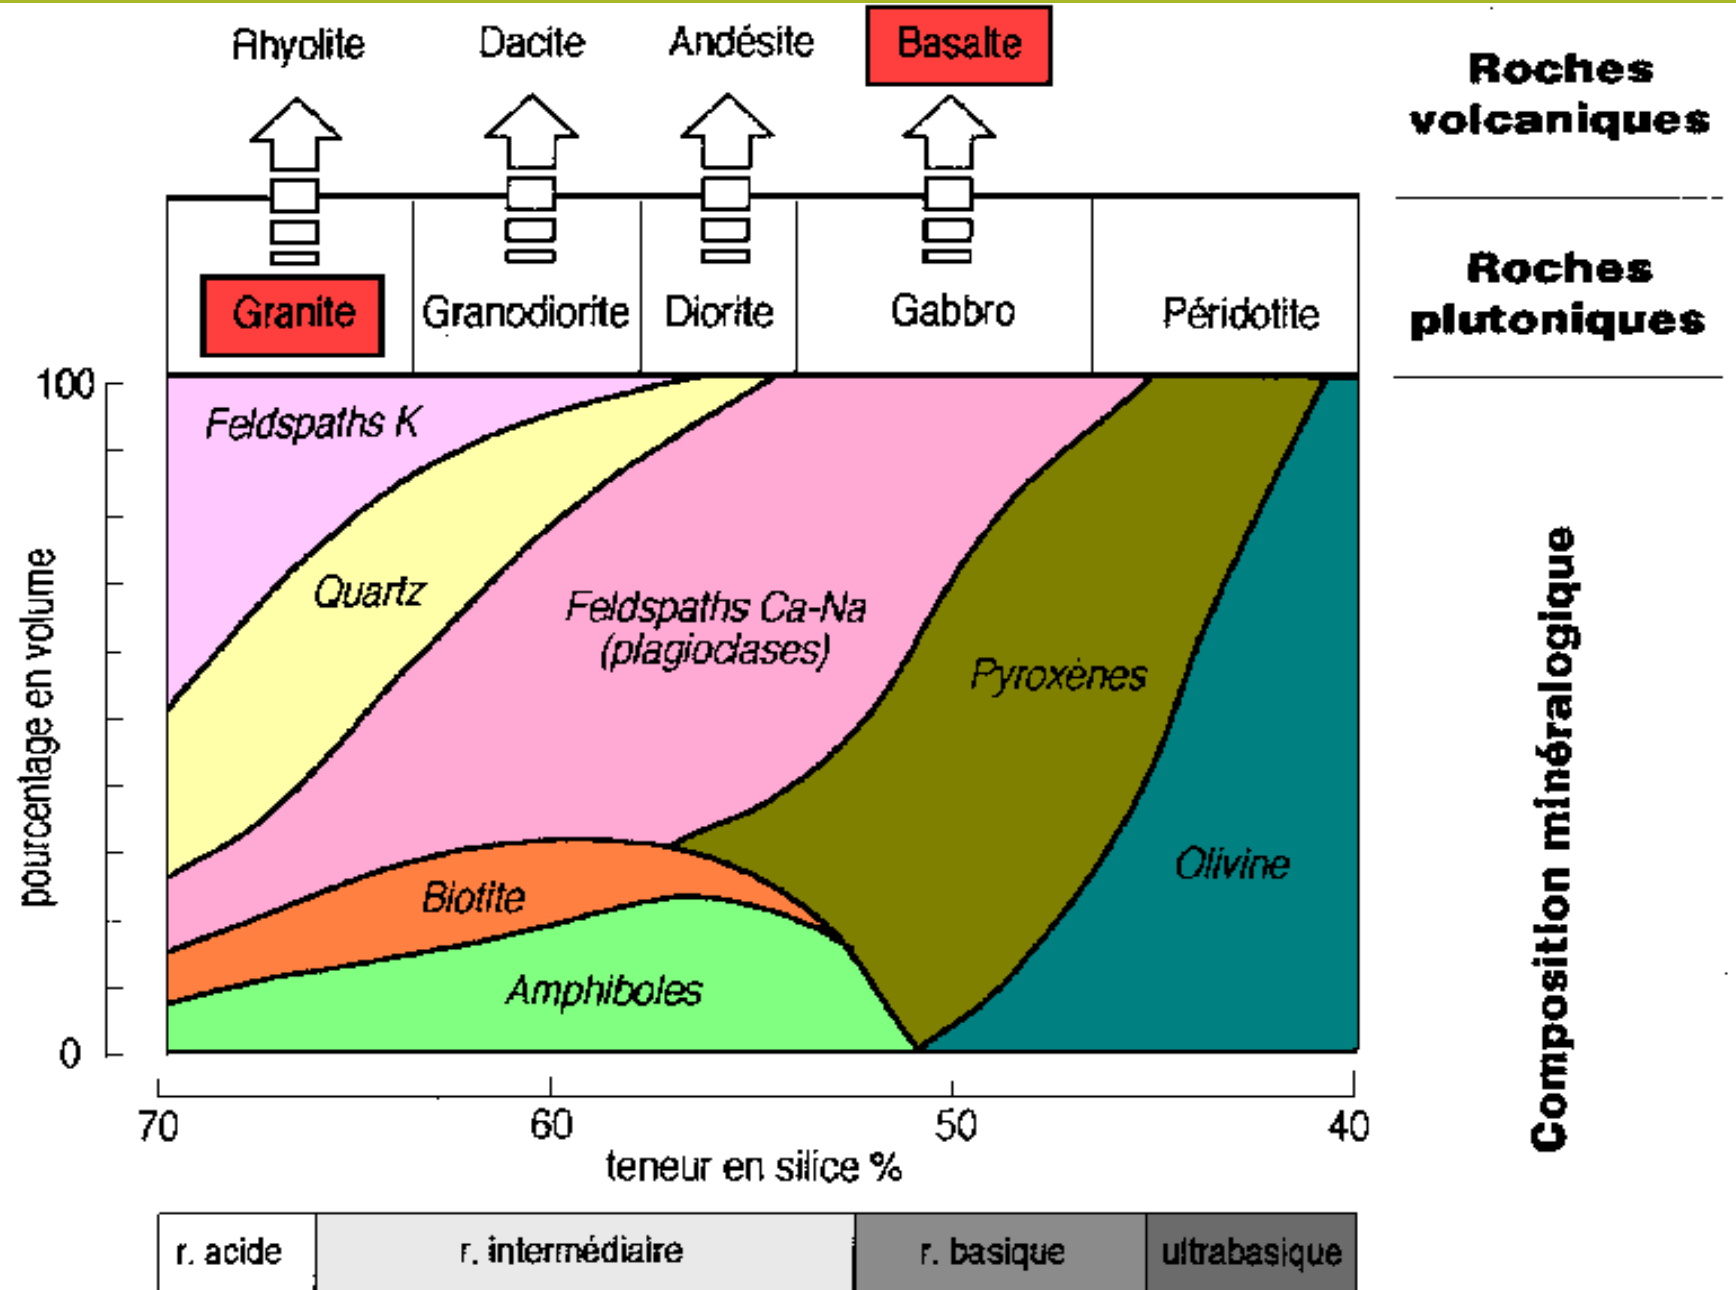 Rhyolite
Dacite
Andésite
Basalte
Roches
volcaniques
Granite
Granodiorite
Diorite
Gabbro
Péridotite
Roches
plutoniques
100
0
pourcentage en volume
Feldspaths K
Quartz
Feldspaths Ca-Na
(plagioclases)
Pyroxènes
Olivine
Biotite
Amphiboles
Composition minéralogique
70
60
50
40
teneur en silice %
r. acide
r. intermédiaire
r. basique
ultrabasique